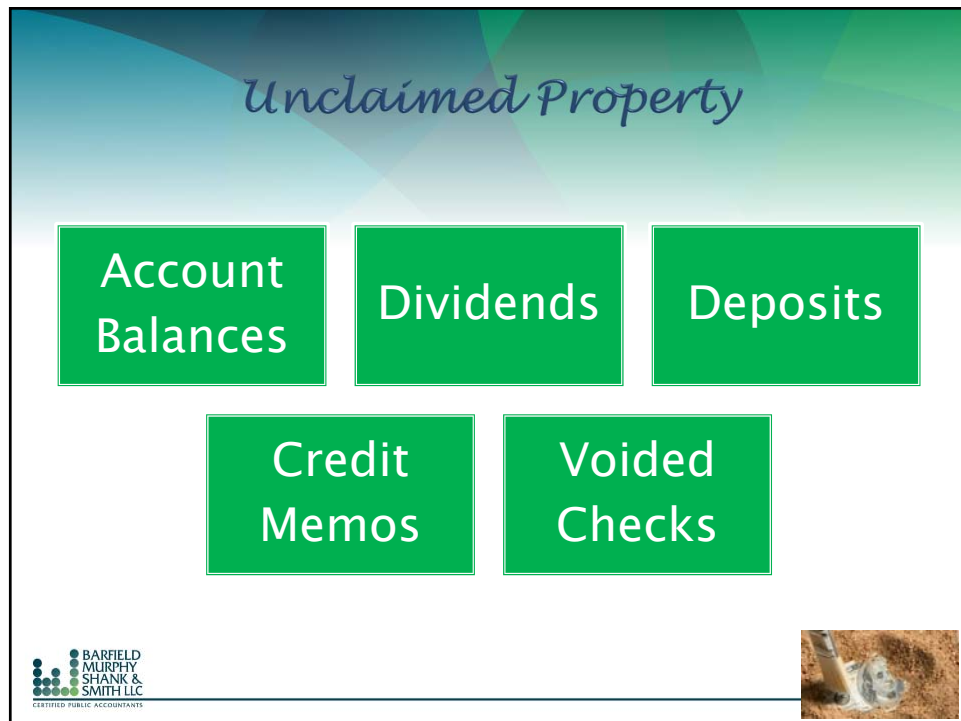 Unclaimed Property
Account
Balances
Dividends
Deposits
Credit
Memos
Voided
Checks
BARFIELD
MURPHY
SHANK &
SMITH LLC
CERTIFIED PUBLIC ACCOUNTANTS